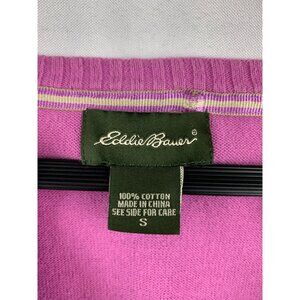 Eddie Bauer®
100% COTTON
MADE IN CHINA
SEE SIDE FOR CARE
S